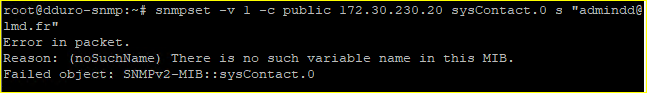 root@dduro-snmp:~# snmpset -v 1 -c public 172.30.230.20 sysContact.0 s "admindd@
lmd.fr"
Error in packet.
Reason: (noSuchName) There is no such variable name in this MIB.
Failed object: SNMPv2-MIB::sysContact.0